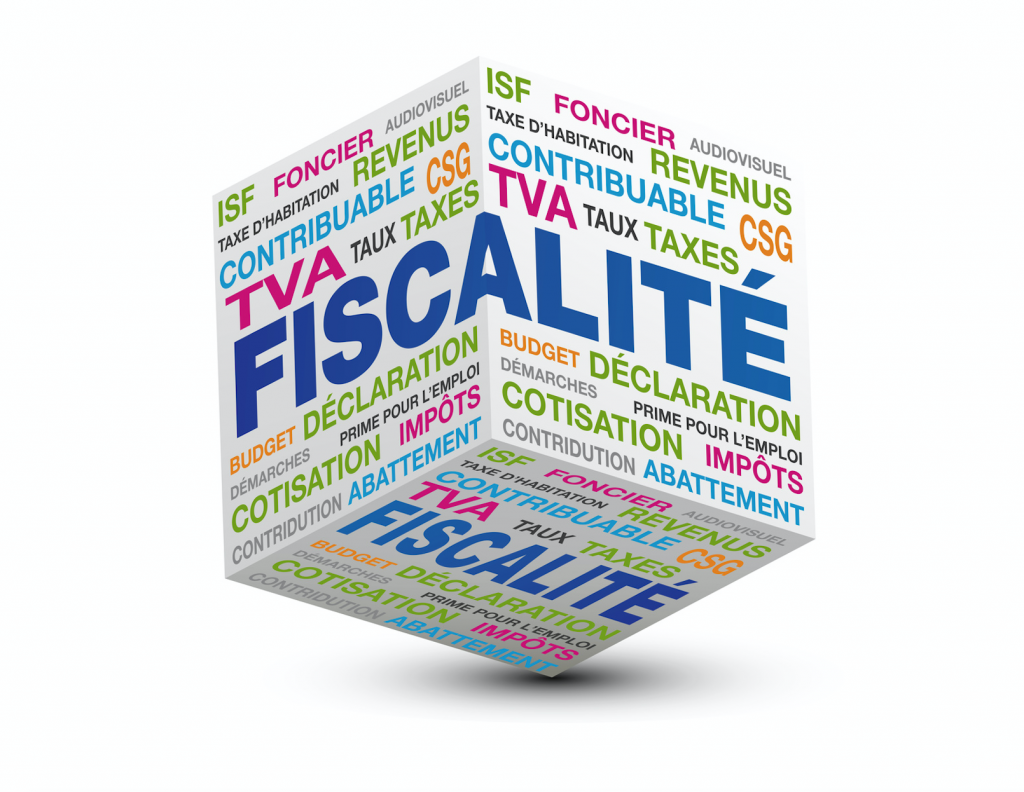 ISF FONCIER AUDIOVISUEL
TAXE D'HABITATION REVENUS
CONTRIBUABLE CSG
TVA TAUX TAXES
ISF FONCIER AUDIOVISUEL
TAXE D'HABITATION REVENUS
CONTRIBUABLE CSG
TVA TAUX TAXES
FISCALITÉ
BUDGET DÉCLARATION
DÉMARCHES PRIME POUR L'EMPLOI
COTISATION IMPÔTS
CONTRIDUTION ABATTEMENT
BUDGET DÉCLARATION
DÉMARCHES PRIME POUR L'EMPLOI
COTISATION IMPÔTS
CONTRIDUTION ABATTEMENT
ISF FONCIER AUDIOVISUEL
TAXE D'HABITATION REVENUS
CONTRIBUABLE CSG
TVA TAUX TAXES
FISCALITÉ
BUDGET DÉCLARATION
DÉMARCHES PRIME POUR L'EMPLOI
COTISATION IMPÔTS
CONTRIDUTION ABATTEMENT